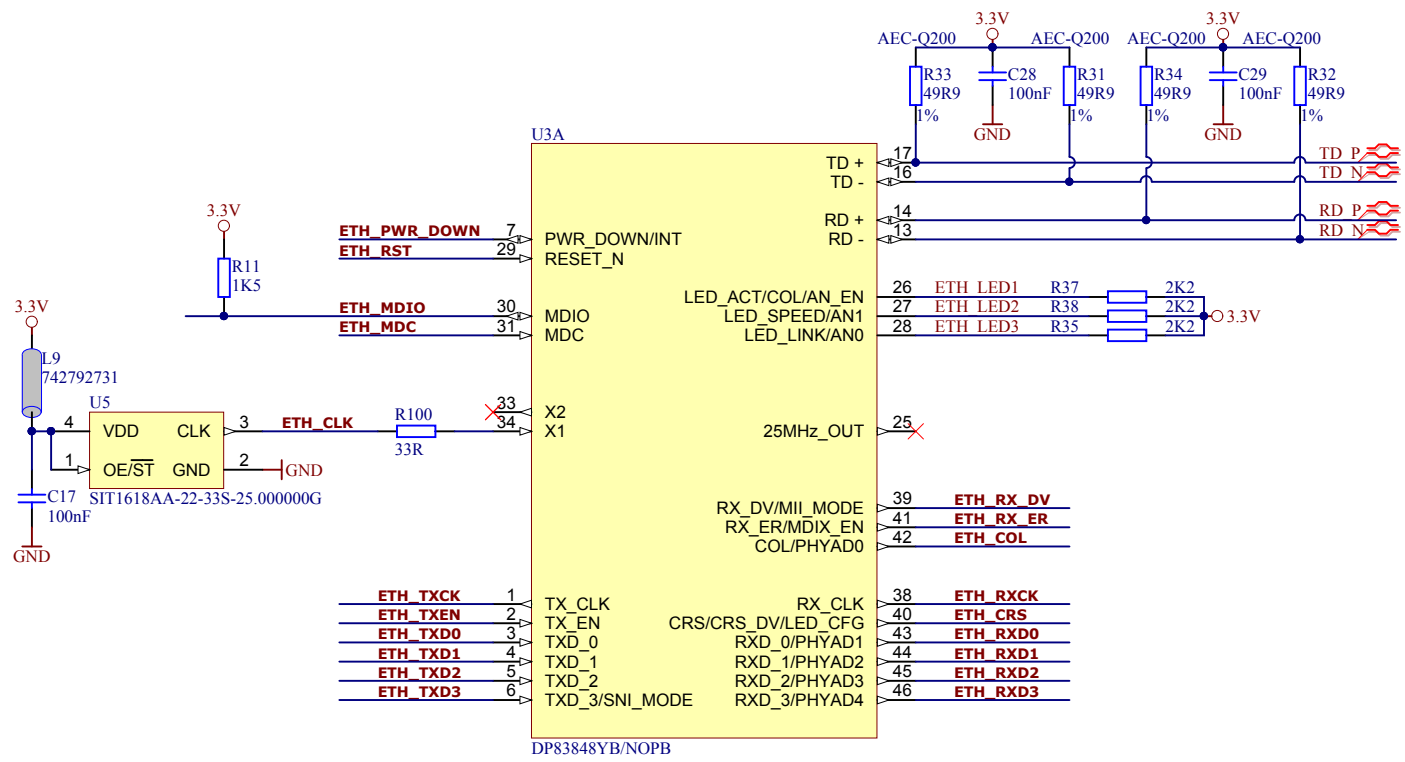 3.3V 3.3V
AEC-Q200 AEC-Q200 AEC-Q200 AEC-Q200
R33 C28 R31 R34 C29 R32
49R9 100nF 49R9 49R9 100nF 49R9
1% 1% 1% 1%
GND GND
U3A
TD + 17 TD P
TD - 16 TD N
RD + 14 RD P
RD - 13 RD N
3.3V
R11
1K5
ETH_PWR_DOWN 7 PWR_DOWN/INT
ETH_RST 29 RESET_N
ETH_MDIO 30 MDIO
ETH_MDC 31 MDC
LED_ACT/COL/AN_EN 26 ETH LED1 R37 2K2
LED_SPEED/AN1 27 ETH LED2 R38 2K2 3.3V
LED_LINK/AN0 28 ETH LED3 R35 2K2
3.3V
L9
742792731
U5
4 VDD CLK 3 ETH_CLK R100 33R
1 OE/ST GND 2 GND
SIT1618AA-22-33S-25.000000G
C17
100nF
GND
33 X2
34 X1
25MHz_OUT 25
RX_DV/MII_MODE 39 ETH_RX_DV
RX_ER/MDIX_EN 41 ETH_RX_ER
COL/PHYAD0 42 ETH_COL
ETH_TXCK 1 TX_CLK RX_CLK 38 ETH_RXCK
ETH_TXEN 2 TX_EN CRS/CRS_DV/LED_CFG 40 ETH_CRS
ETH_TXD0 3 TXD_0 RXD_0/PHYAD1 43 ETH_RXD0
ETH_TXD1 4 TXD_1 RXD_1/PHYAD2 44 ETH_RXD1
ETH_TXD2 5 TXD_2 RXD_2/PHYAD3 45 ETH_RXD2
ETH_TXD3 6 TXD_3/SNI_MODE RXD_3/PHYAD4 46 ETH_RXD3
DP83848YB/NOPB